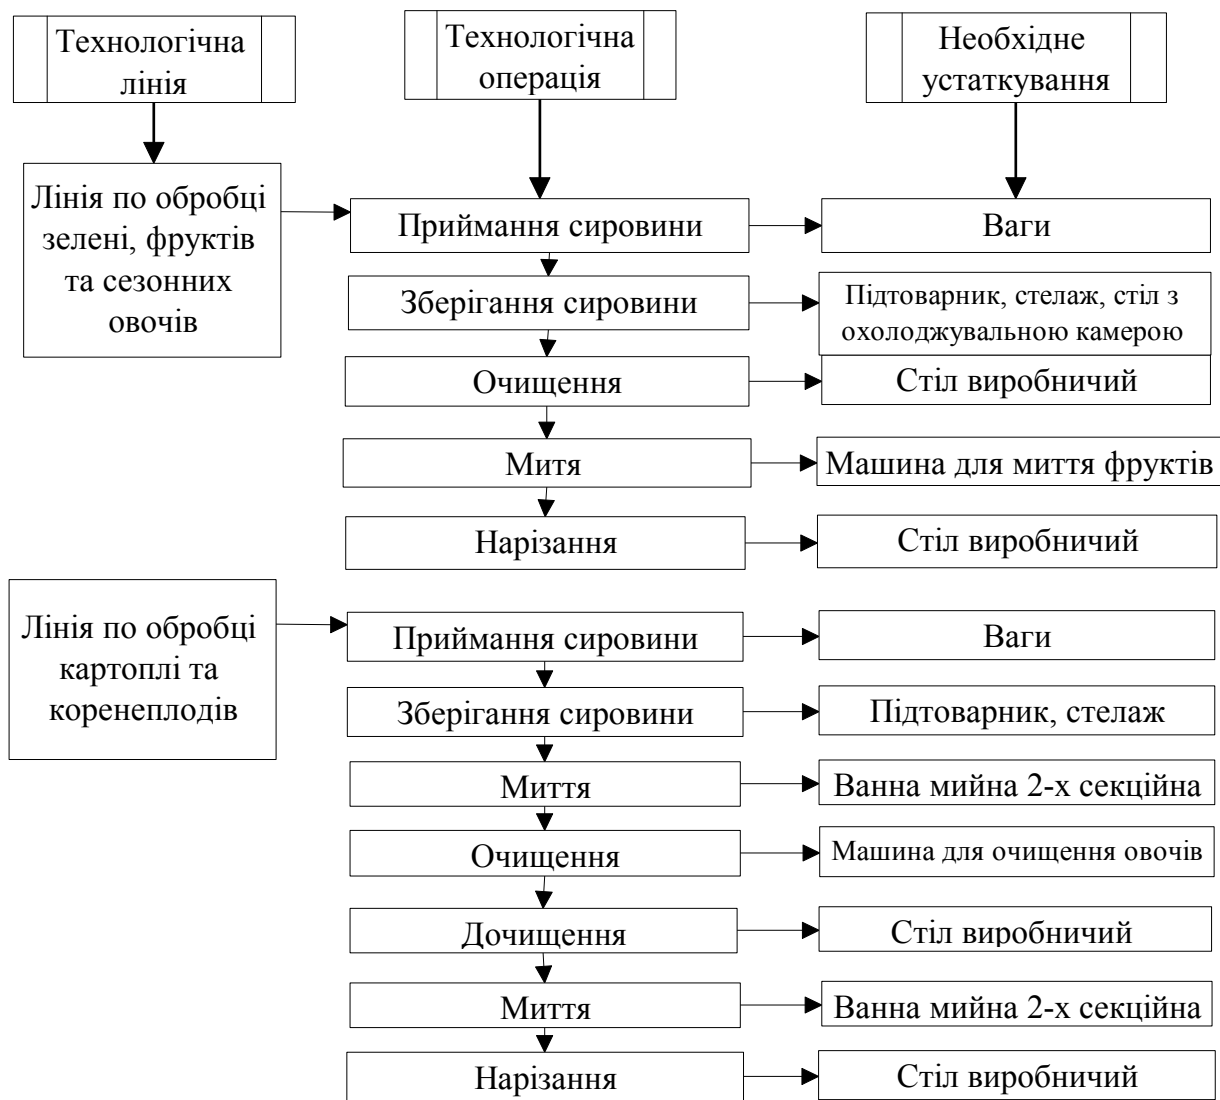 Технологічна
лінія
Технологічна
операція
Необхідне
устаткування
Лінія по обробці
зелені, фруктів
та сезонних
овочів
Приймання сировини
Ваги
Зберігання сировини
Підтоварник, стелаж, стіл з
охолоджувальною камерою
Очищення
Стіл виробничий
Митя
Машина для миття фруктів
Нарізання
Стіл виробничий
Лінія по обробці
картоплі та
коренеплодів
Приймання сировини
Ваги
Зберігання сировини
Підтоварник, стелаж
Миття
Ванна мийна 2-х секційна
Очищення
Машина для очищення овочів
Дочищення
Стіл виробничий
Миття
Ванна мийна 2-х секційна
Нарізання
Стіл виробничий